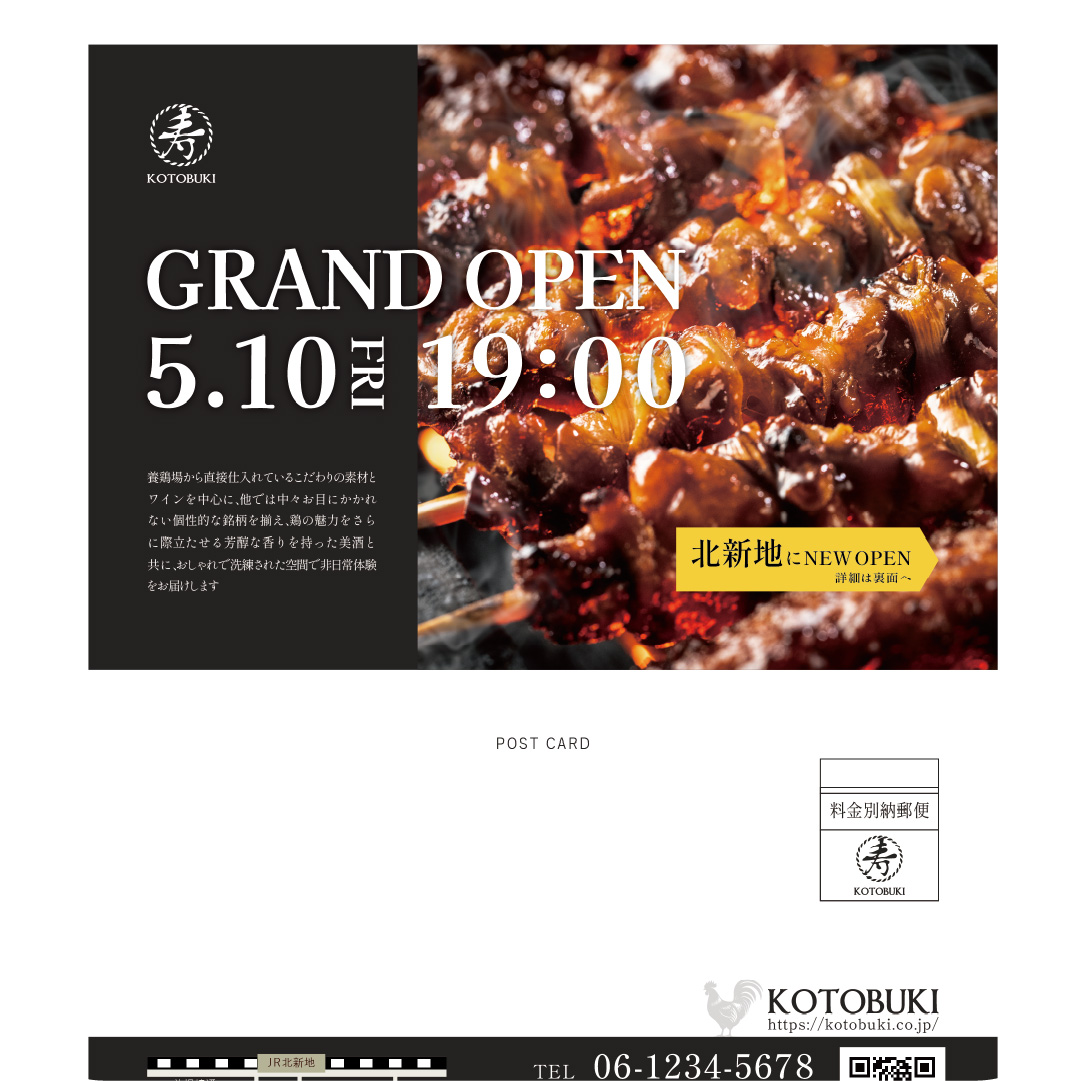 寿
KOTOBUKI
GRAND OPEN
5.10 FRI 19:00
養鶏場から直接仕入れているこだわりの素材と
ワインを中心に、他では中々お目にかかれ
ない個性的な銘柄を揃え、鶏の魅力をさら
に際立たせる芳醇な香りを持った美酒と
共に、おしゃれで洗練された空間で非日常体験
をお届けします
北新地にNEW OPEN
詳細は裏面へ
POST CARD
料金別納郵便
寿
KOTOBUKI
KOTOBUKI
https://kotobuki.co.jp/
JR北新地
TEL 06-1234-5678